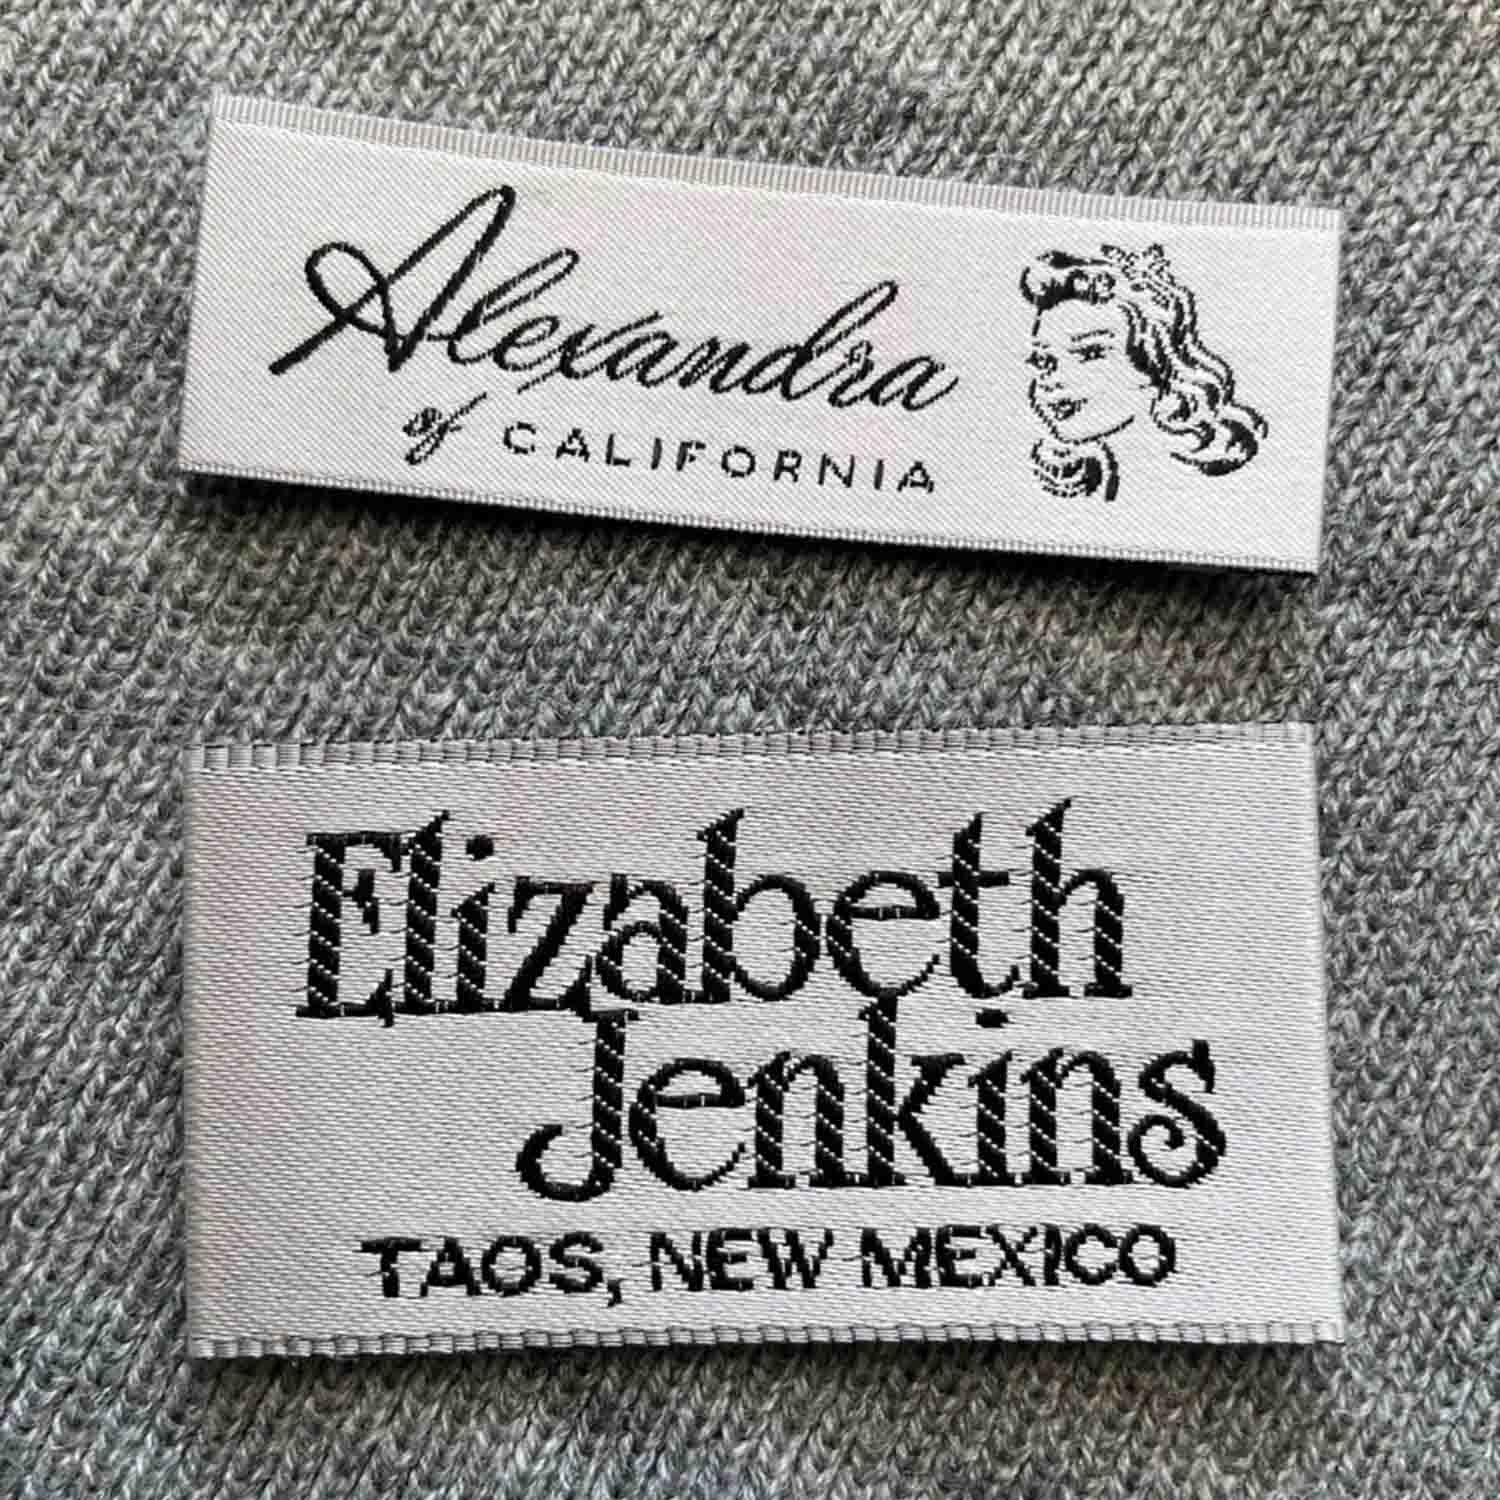 Alexandra
of CALIFORNIA
Elizabeth
Jenkins
TAOS, NEW MEXICO